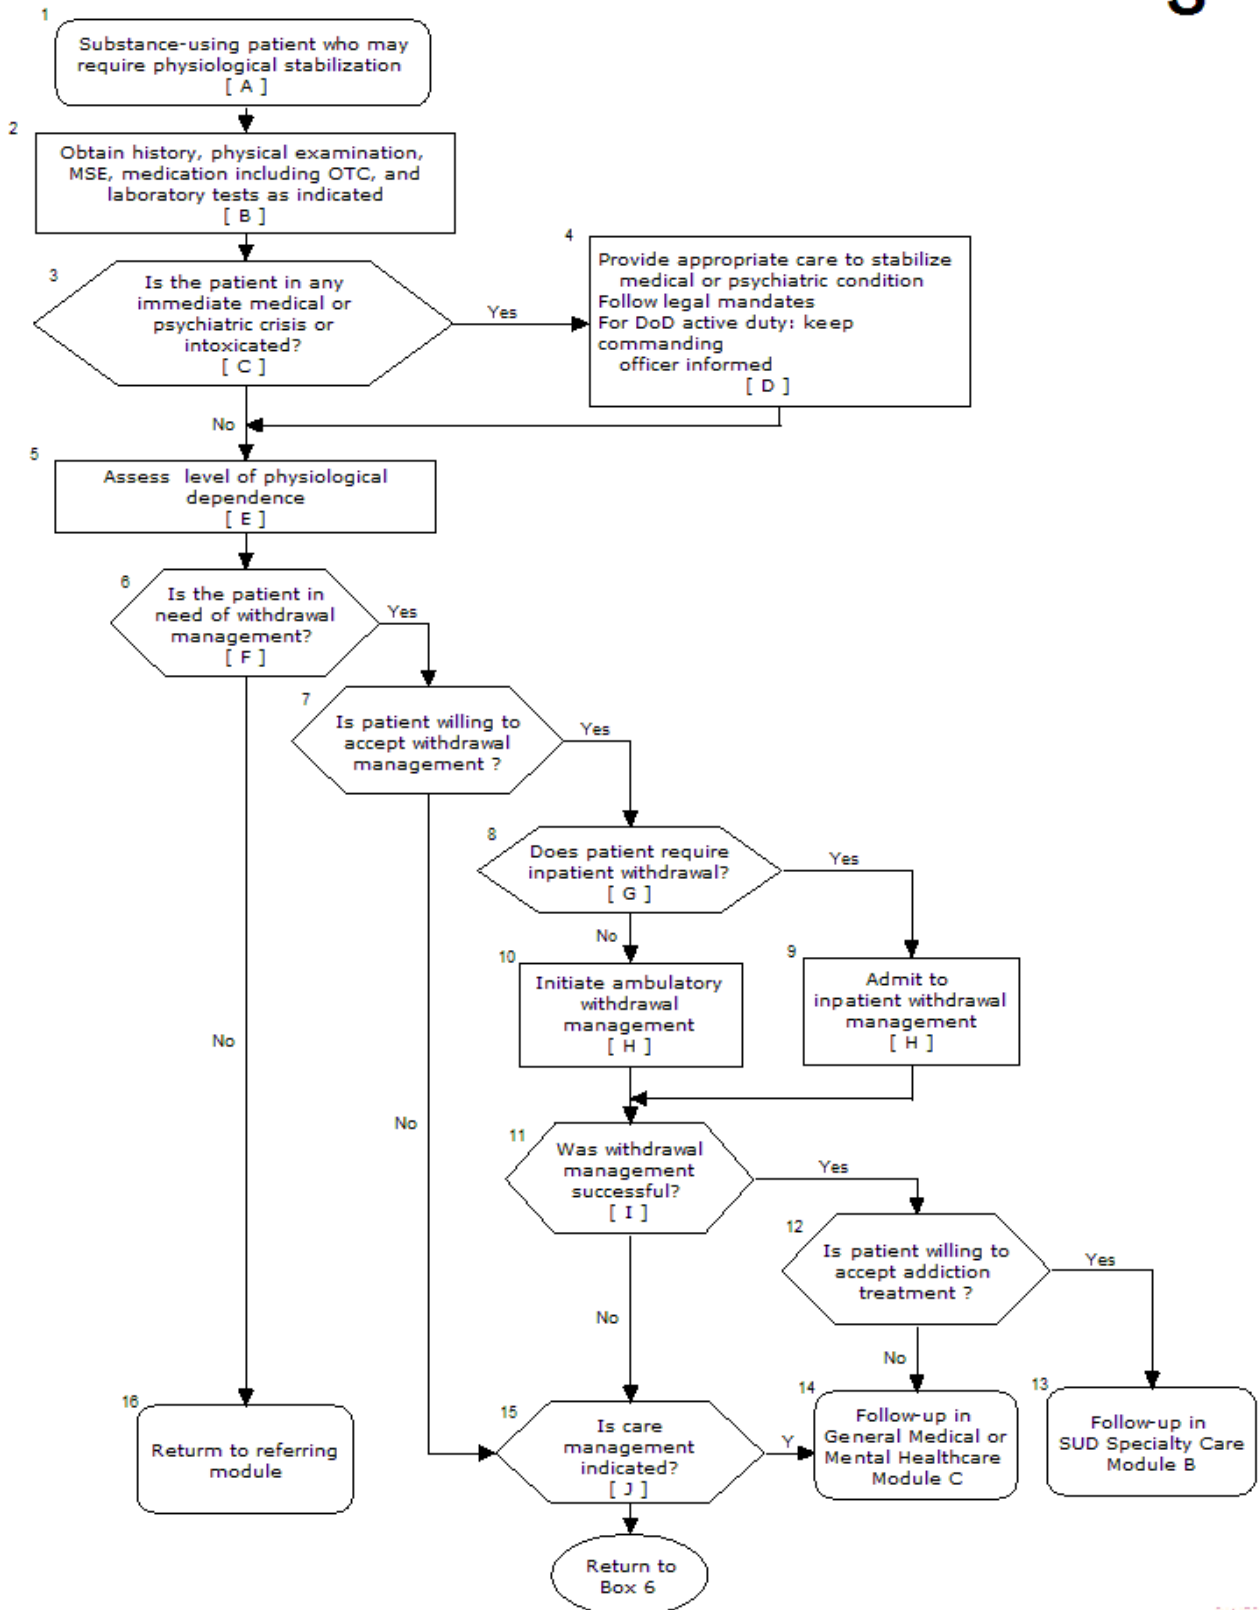 1
Substance-using patient who may
require physiological stabilization
[ A ]
2
Obtain history, physical examination,
MSE, medication including OTC, and
laboratory tests as indicated
[ B ]
3
Is the patient in any
immediate medical or
psychiatric crisis or
intoxicated?
[ C ]
Yes
4
Provide appropriate care to stabilize
medical or psychiatric condition
Follow legal mandates
For DoD active duty: keep
commanding
officer informed
[ D ]
No
5
Assess level of physiological
dependence
[ E ]
6
Is the patient in
need of withdrawal
management?
[ F ]
Yes
7
Is patient willing to
accept withdrawal
management ?
Yes
8
Does patient require
inpatient withdrawal?
[ G ]
Yes
No
10
Initiate ambulatory
withdrawal
management
[ H ]
9
Admit to
inpatient withdrawal
management
[ H ]
No
No
11
Was withdrawal
management
successful?
[ I ]
Yes
12
Is patient willing to
accept addiction
treatment ?
Yes
No
No
16
Returm to referring
module
15
Is care
management
indicated?
[ J ]
Y
14
Follow-up in
General Medical or
Mental Healthcare
Module C
13
Follow-up in
SUD Specialty Care
Module B
Return to
Box 6